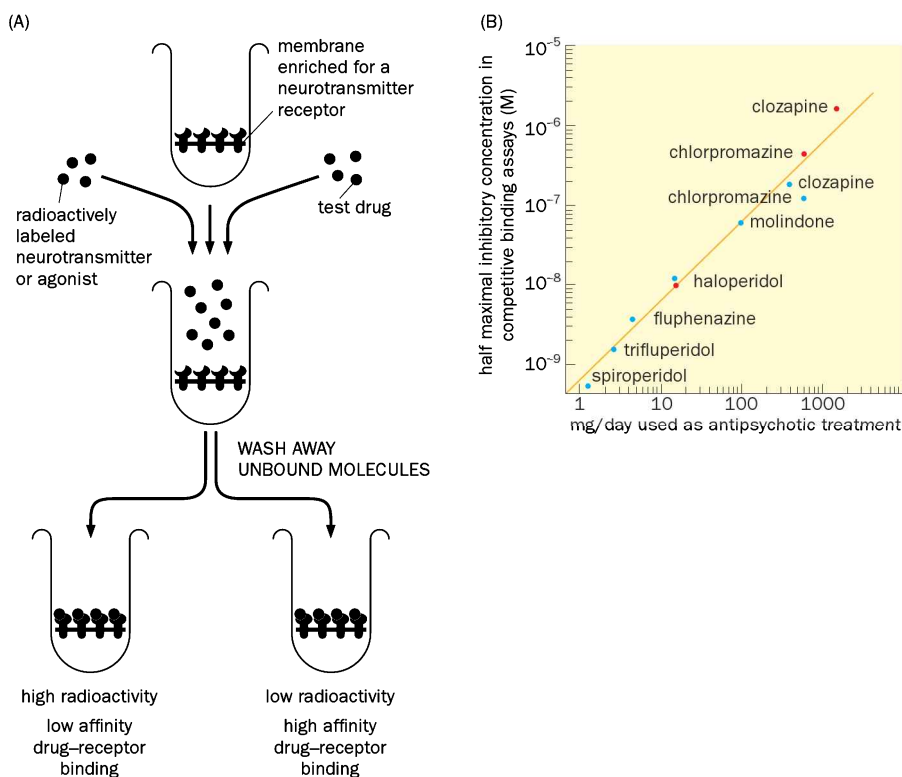 (A)
membrane
enriched for a
neurotransmitter
receptor
radioactively
labeled
neurotransmitter
or agonist
test drug
WASH AWAY
UNBOUND MOLECULES
high radioactivity
low affinity
drug–receptor
binding
low radioactivity
high affinity
drug–receptor
binding
(B)
half maximal inhibitory concentration in
competitive binding assays (M)
10⁻⁵
10⁻⁶
10⁻⁷
10⁻⁸
10⁻⁹
clozapine
chlorpromazine
clozapine
chlorpromazine
molindone
haloperidol
fluphenazine
trifluperidol
spiroperidol
1 10 100 1000
mg/day used as antipsychotic treatment